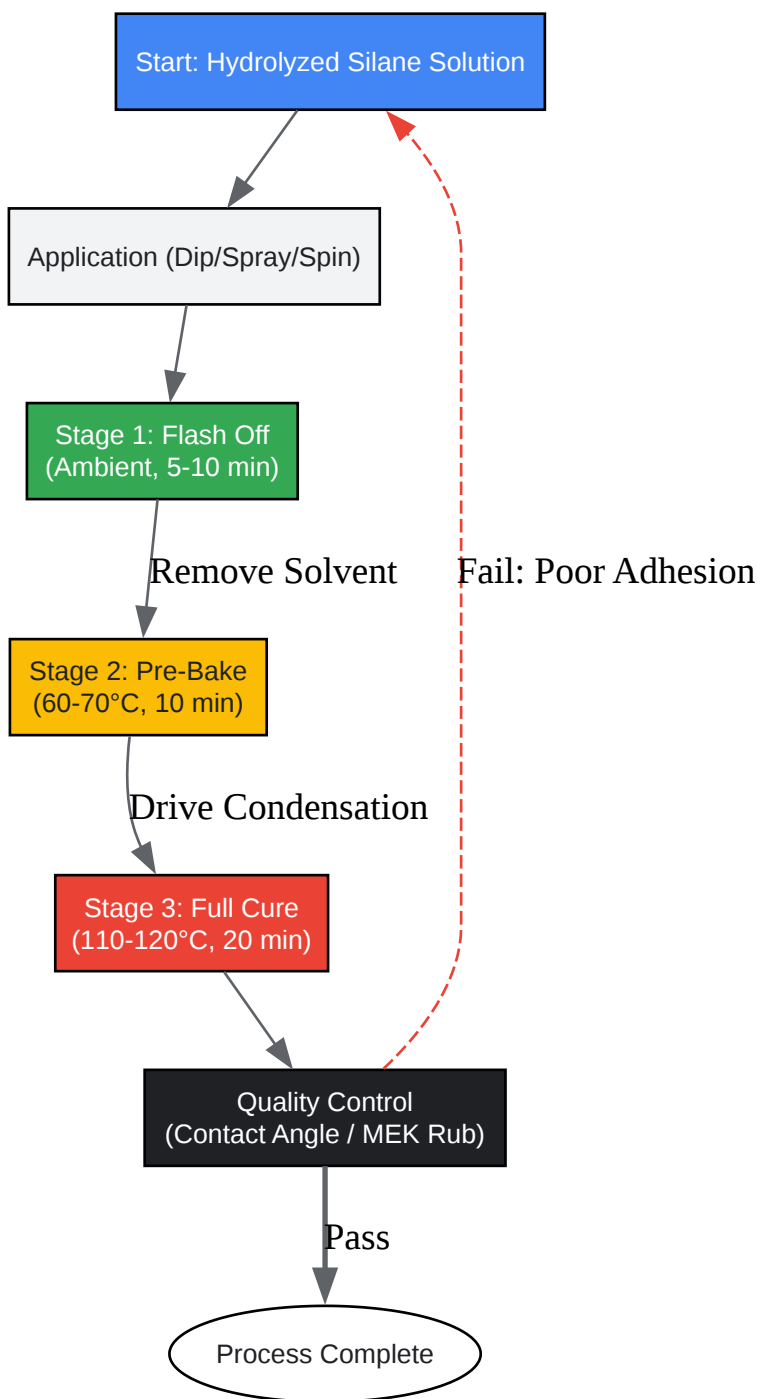 Start: Hydrolyzed Silane Solution
Application (Dip/Spray/Spin)
Stage 1: Flash Off
(Ambient, 5-10 min)
Remove Solvent
Fail: Poor Adhesion
Stage 2: Pre-Bake
(60-70°C, 10 min)
Drive Condensation
Stage 3: Full Cure
(110-120°C, 20 min)
Quality Control
(Contact Angle / MEK Rub)
Pass
Process Complete